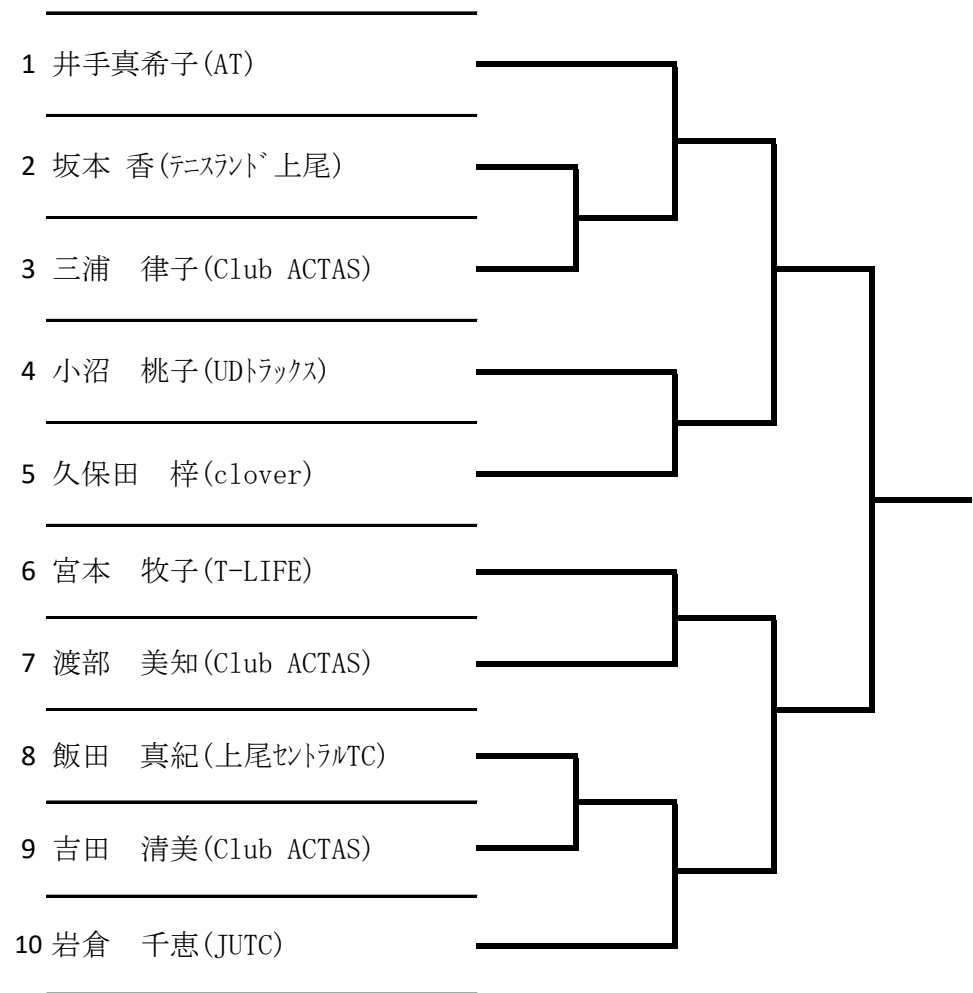 1 井手真希子(AT)
2 坂本 香(ﾃﾆｽﾗﾝﾄﾞ上尾)
3 三浦　律子(Club ACTAS)
4 小沼　桃子(UDﾄﾗｯｸｽ)
5 久保田　梓(clover)
6 宮本　牧子(T-LIFE)
7 渡部　美知(Club ACTAS)
8 飯田　真紀(上尾ｾﾝﾄﾗﾙTC)
9 吉田　清美(Club ACTAS)
10 岩倉　千恵(JUTC)